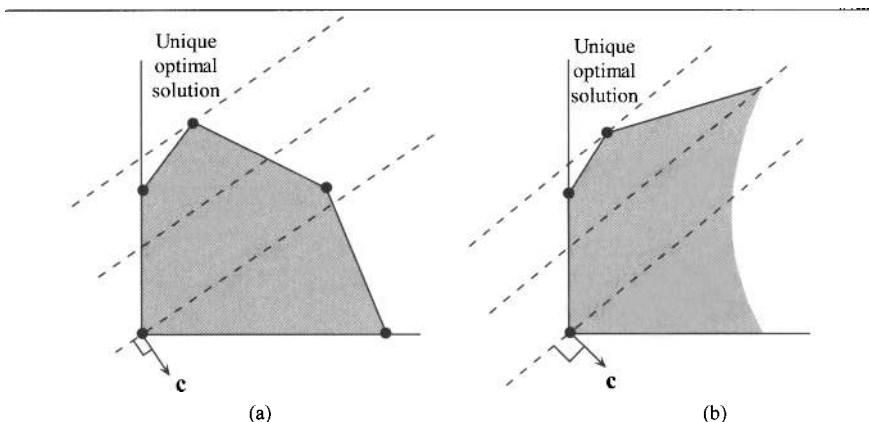 Unique
optimal
solution
c
(a)
Unique
optimal
solution
c
(b)